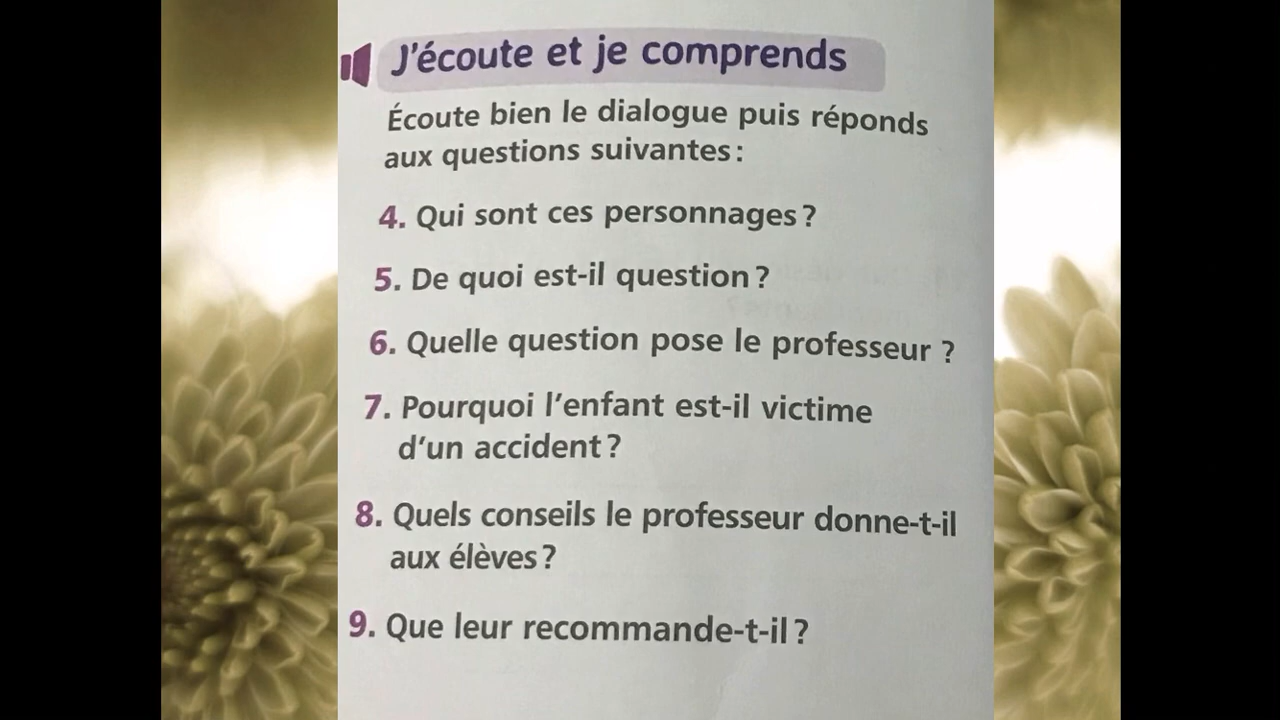 J'écoute et je comprends
Écoute bien le dialogue puis réponds
aux questions suivantes :
4. Qui sont ces personnages ?
5. De quoi est-il question ?
6. Quelle question pose le professeur ?
7. Pourquoi l'enfant est-il victime
d'un accident ?
8. Quels conseils le professeur donne-t-il
aux élèves ?
9. Que leur recommande-t-il ?